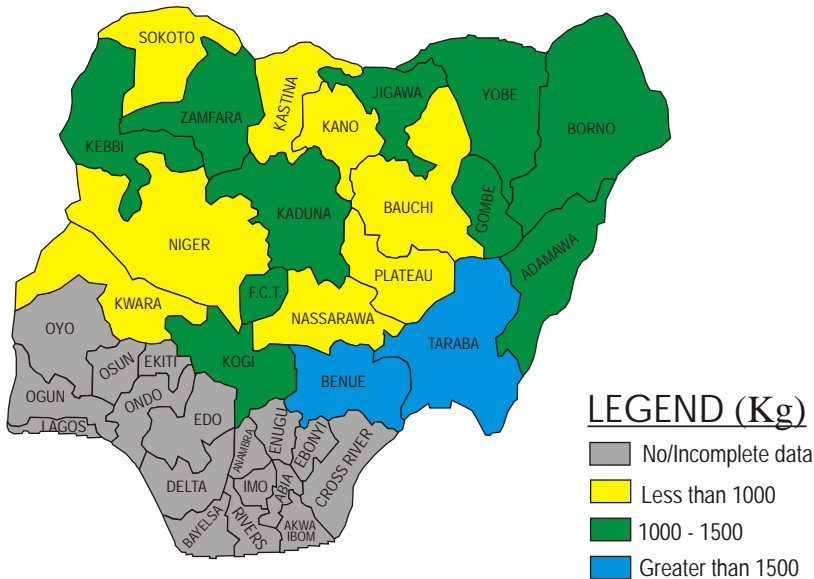 SOKOTO
KEBBI
ZAMFARA
KASTINA
KANO
JIGAWA
YOBE
BORNO
KADUNA
BAUCHI
GOMBE
NIGER
ADAMAWA
PLATEAU
F.C.T.
KWARA
NASSARAWA
TARABA
OYO
KOGI
OSUN
EKITI
BENUE
OGUN
ONDO
EDO
LAGOS
ANAMBRA
ENUGU
EBONYI
CROSS RIVER
DELTA
IMO
ABIA
BAYELSA
RIVERS
AKWA
IBOM
LEGEND (Kg)
No/Incomplete data
Less than 1000
1000 - 1500
Greater than 1500